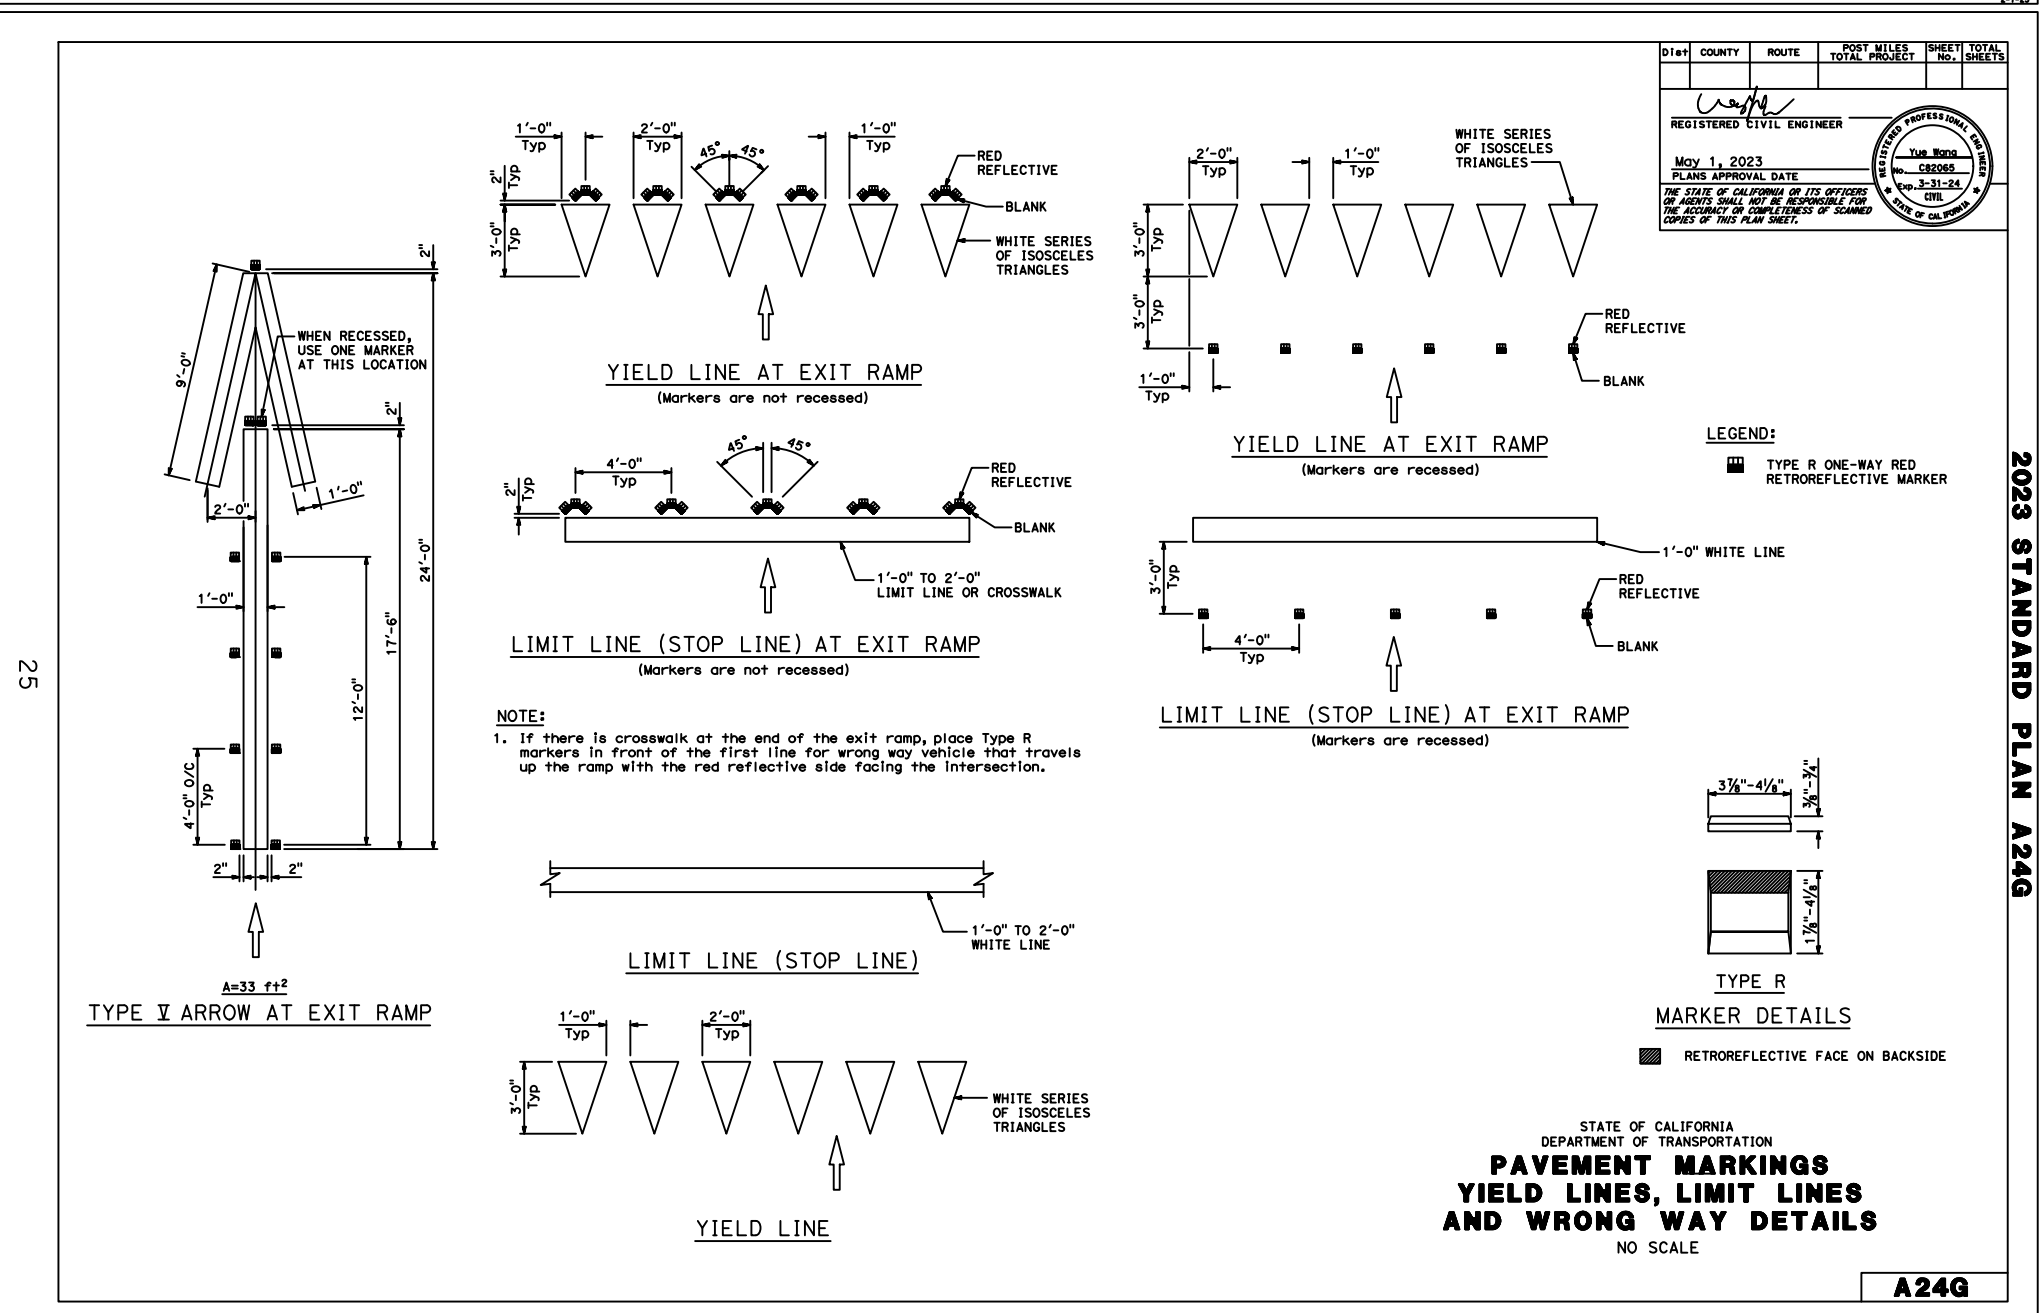 Dist COUNTY ROUTE POST MILES TOTAL PROJECT SHEET No. TOTAL SHEETS
REGISTERED CIVIL ENGINEER
May 1, 2023
PLANS APPROVAL DATE
THE STATE OF CALIFORNIA OR ITS OFFICERS
OR AGENTS SHALL NOT BE RESPONSIBLE FOR
THE ACCURACY OR COMPLETENESS OF SCANNED
COPIES OF THIS PLAN SHEET.
REGISTERED PROFESSIONAL ENGINEER
Yue Wang
No. C82065
Exp. 3-31-24
CIVIL
STATE OF CALIFORNIA
2"
9'-0"
WHEN RECESSED,
USE ONE MARKER
AT THIS LOCATION
2"
2'-0"
1'-0"
24'-0"
1'-0"
17'-6"
12'-0"
4'-0" O/C
Typ
2"
2"
A=33 ft2
TYPE V ARROW AT EXIT RAMP
1'-0"
Typ
2'-0"
Typ
45°
45°
1'-0"
Typ
2"
Typ
3'-0"
Typ
RED
REFLECTIVE
BLANK
WHITE SERIES
OF ISOSCELES
TRIANGLES
YIELD LINE AT EXIT RAMP
(Markers are not recessed)
4'-0"
Typ
45°
45°
2"
Typ
RED
REFLECTIVE
BLANK
1'-0" TO 2'-0"
LIMIT LINE OR CROSSWALK
LIMIT LINE (STOP LINE) AT EXIT RAMP
(Markers are not recessed)
NOTE:
1. If there is crosswalk at the end of the exit ramp, place Type R
markers in front of the first line for wrong way vehicle that travels
up the ramp with the red reflective side facing the intersection.
1'-0" TO 2'-0"
WHITE LINE
LIMIT LINE (STOP LINE)
1'-0"
Typ
2'-0"
Typ
3'-0"
Typ
WHITE SERIES
OF ISOSCELES
TRIANGLES
YIELD LINE
2'-0"
Typ
1'-0"
Typ
WHITE SERIES
OF ISOSCELES
TRIANGLES
3'-0"
Typ
3'-0"
Typ
1'-0"
Typ
RED
REFLECTIVE
BLANK
YIELD LINE AT EXIT RAMP
(Markers are recessed)
LEGEND:
TYPE R ONE-WAY RED
RETROREFLECTIVE MARKER
1'-0" WHITE LINE
3'-0"
Typ
4'-0"
Typ
RED
REFLECTIVE
BLANK
LIMIT LINE (STOP LINE) AT EXIT RAMP
(Markers are recessed)
3⅞"-4⅛"
⅜"-¾"
1⅞"-4⅛"
TYPE R
MARKER DETAILS
RETROREFLECTIVE FACE ON BACKSIDE
STATE OF CALIFORNIA
DEPARTMENT OF TRANSPORTATION
PAVEMENT MARKINGS
YIELD LINES, LIMIT LINES
AND WRONG WAY DETAILS
NO SCALE
A24G
2023 STANDARD PLAN A24G
25